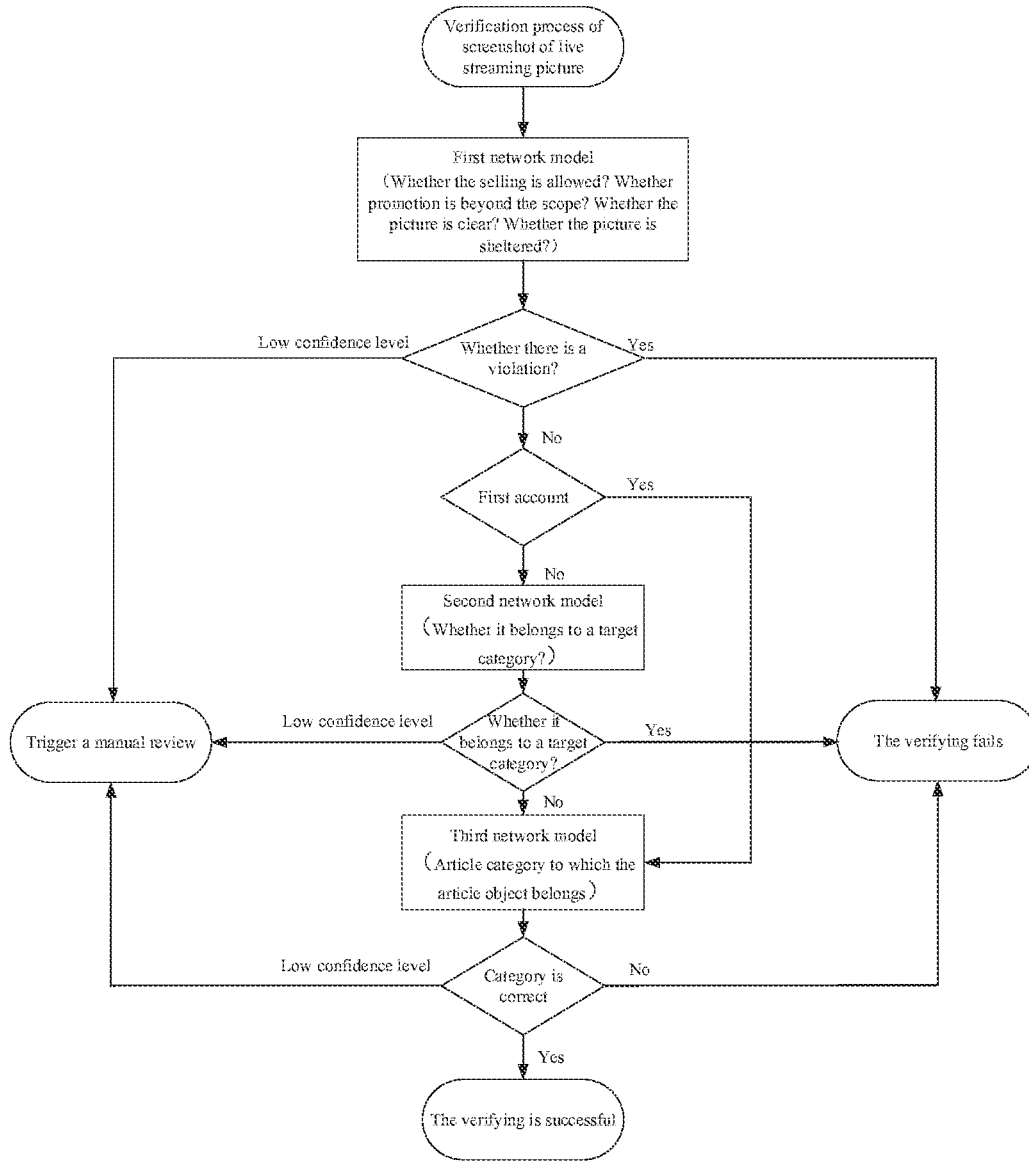 Verification process of
screenshot of live
streaming picture
First network model
(Whether the selling is allowed? Whether
promotion is beyond the scope? Whether the
picture is clear? Whether the picture is
sheltered?)
Low confidence level
Whether there is a
violation?
Yes
No
First account
Yes
No
Second network model
(Whether it belongs to a target
category?)
Trigger a manual review
Low confidence level
Whether it
belongs to a target
category?
Yes
The verifying fails
No
Third network model
(Article category to which the
article object belongs)
Low confidence level
Category is
correct
No
Yes
The verifying is successful